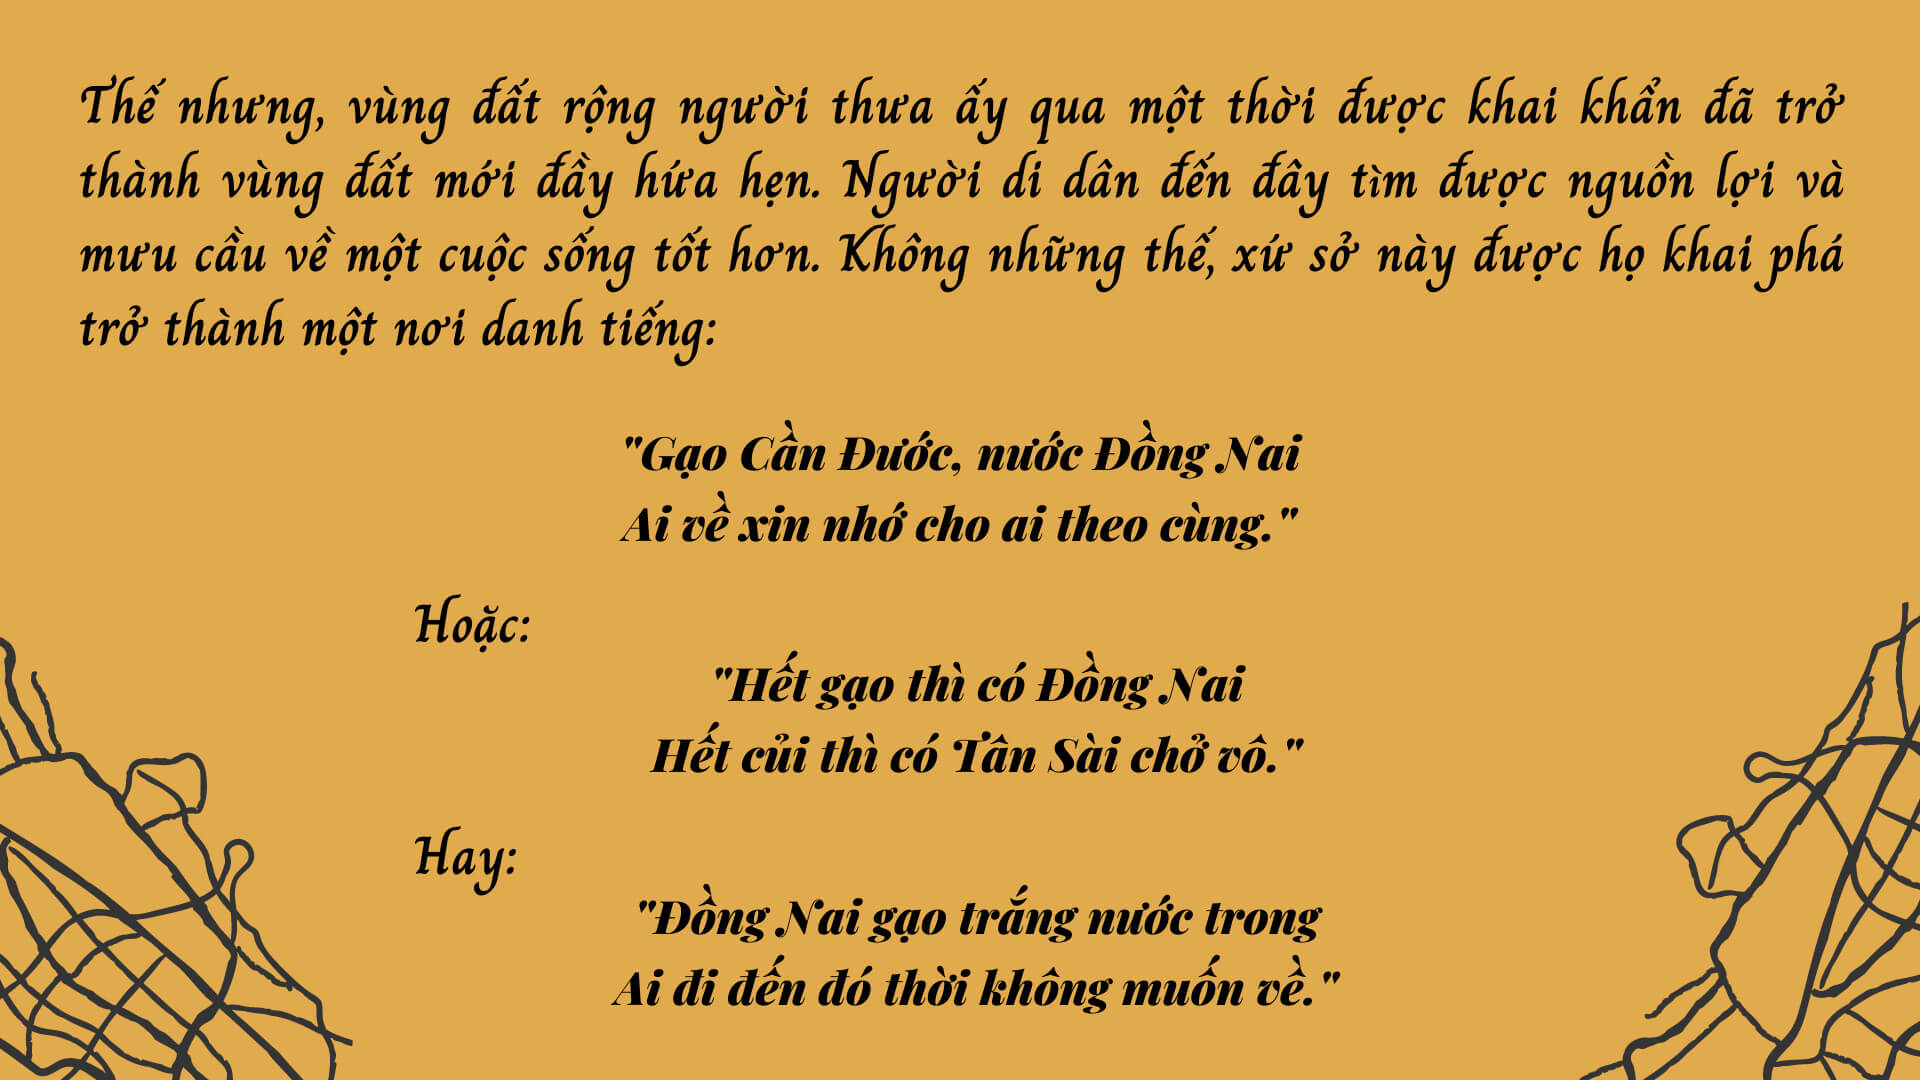 Thế nhưng, vùng đất rộng người thưa ấy qua một thời được khai khẩn đã trở
thành vùng đất mới đầy hứa hẹn. Người di dân đến đây tìm được nguồn lợi và
mưu cầu về một cuộc sống tốt hơn. Không những thế, xứ sở này được họ khai phá
trở thành một nơi danh tiếng:
"Gạo Cần Đước, nước Đồng Nai
Ai về xin nhớ cho ai theo cùng."
Hoặc:
"Hết gạo thì có Đồng Nai
Hết củi thì có Tân Sài chở vô."
Hay:
"Đồng Nai gạo trắng nước trong
Ai đi đến đó thời không muốn về."